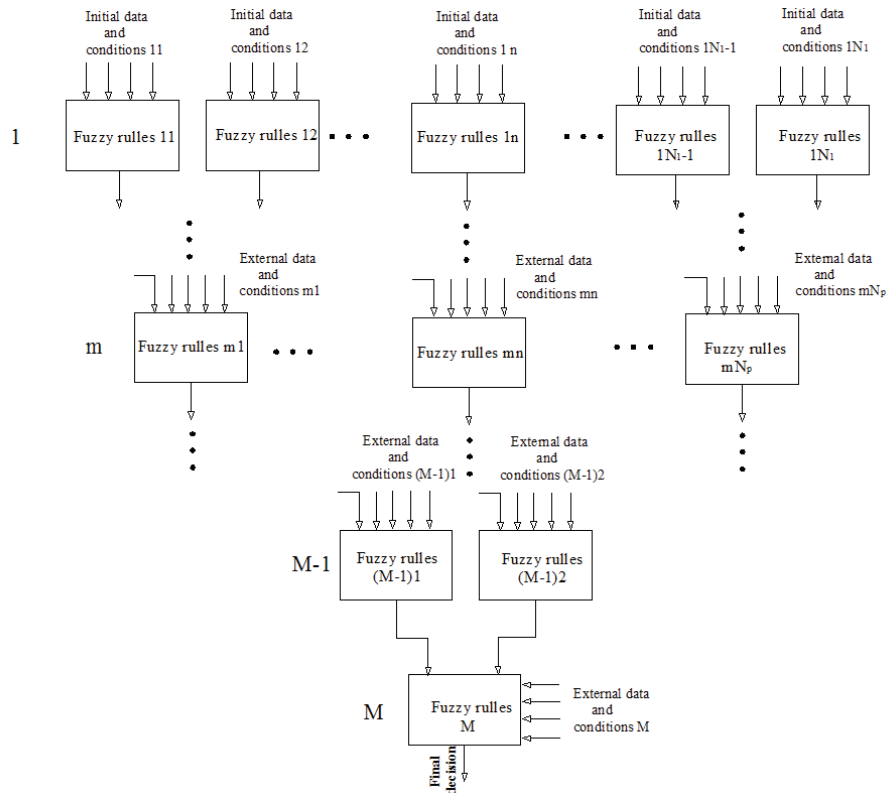 Initial data
and
conditions 11
Initial data
and
conditions 12
Initial data
and
conditions 1 n
Initial data
and
conditions 1N1-1
Initial data
and
conditions 1N1
1
Fuzzy rulles 11
Fuzzy rulles 12
Fuzzy rulles 1n
Fuzzy rulles
1N1-1
Fuzzy rulles
1N1
External data
and
conditions m1
External data
and
conditions mn
External data
and
conditions mNp
m
Fuzzy rulles m1
Fuzzy rulles mn
Fuzzy rulles
mNp
External data
and
conditions (M-1)1
External data
and
conditions (M-1)2
M-1
Fuzzy rulles
(M-1)1
Fuzzy rulles
(M-1)2
M
Fuzzy rulles
M
External data
and
conditions M
Final
decision